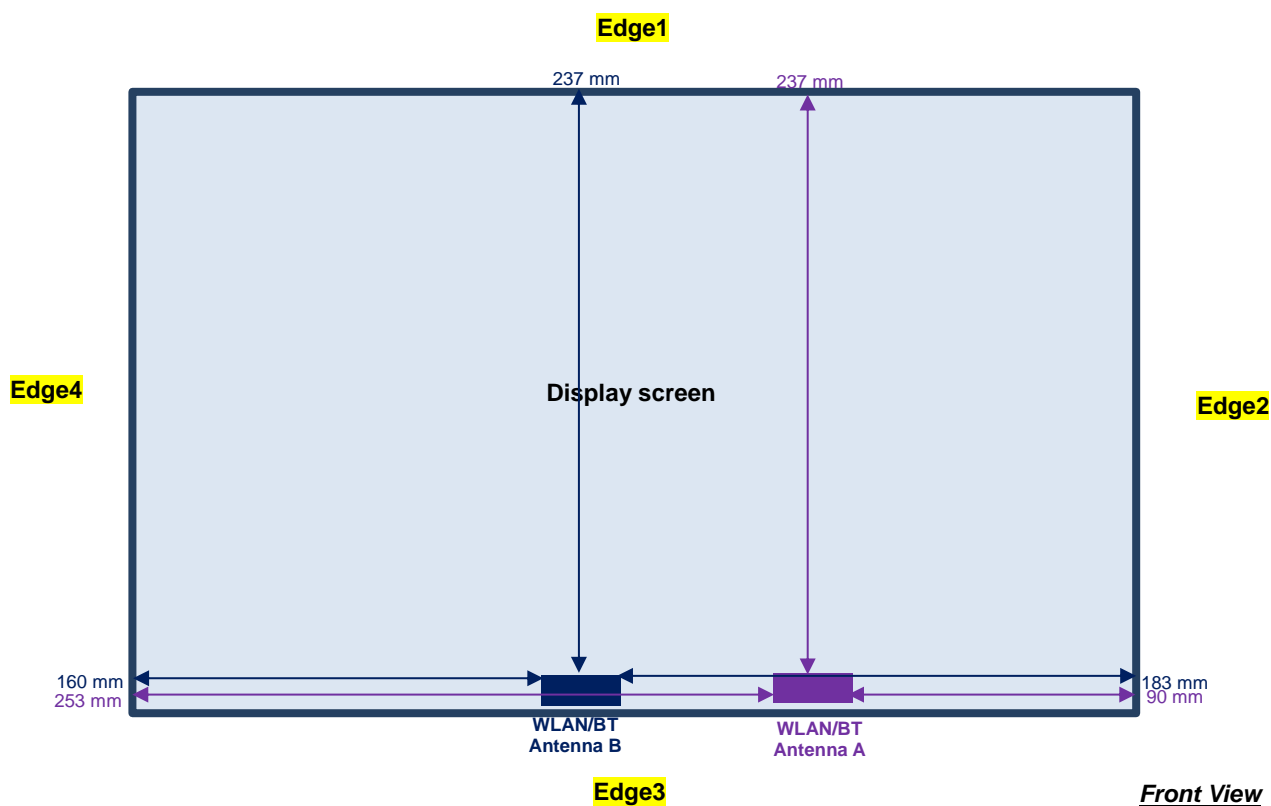 Edge1
237 mm
237 mm
Edge4
Display screen
Edge2
160 mm
183 mm
253 mm
90 mm
WLAN/BT
Antenna B
WLAN/BT
Antenna A
Edge3
Front View